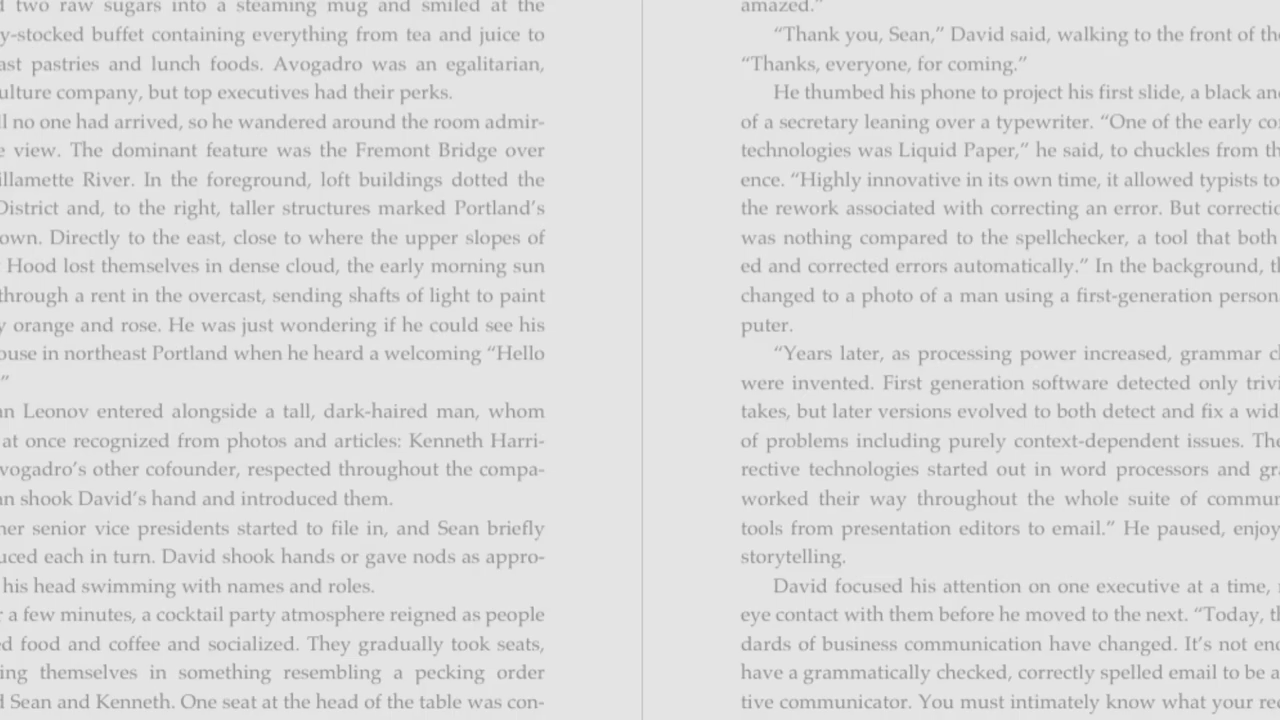 two raw sugars into a steaming mug and smiled at the
y-stocked buffet containing everything from tea and juice to
ast pastries and lunch foods. Avogadro was an egalitarian,
ulture company, but top executives had their perks.
ll no one had arrived, so he wandered around the room admir-
e view. The dominant feature was the Fremont Bridge over
illamette River. In the foreground, loft buildings dotted the
District and, to the right, taller structures marked Portland’s
own. Directly to the east, close to where the upper slopes of
Hood lost themselves in dense cloud, the early morning sun
through a rent in the overcast, sending shafts of light to paint
y orange and rose. He was just wondering if he could see his
ouse in northeast Portland when he heard a welcoming “Hello
”
an Leonov entered alongside a tall, dark-haired man, whom
at once recognized from photos and articles: Kenneth Harri-
vogadro’s other cofounder, respected throughout the compa-
an shook David’s hand and introduced them.
her senior vice presidents started to file in, and Sean briefly
uced each in turn. David shook hands or gave nods as appro-
his head swimming with names and roles.
r a few minutes, a cocktail party atmosphere reigned as people
ed food and coffee and socialized. They gradually took seats,
ing themselves in something resembling a pecking order
d Sean and Kenneth. One seat at the head of the table was con-
amazed.”
“Thank you, Sean,” David said, walking to the front of the
“Thanks, everyone, for coming.”
He thumbed his phone to project his first slide, a black an
of a secretary leaning over a typewriter. “One of the early co
technologies was Liquid Paper,” he said, to chuckles from th
ence. “Highly innovative in its own time, it allowed typists to
the rework associated with correcting an error. But correctio
was nothing compared to the spellchecker, a tool that both
ed and corrected errors automatically.” In the background, th
changed to a photo of a man using a first-generation person
puter.
“Years later, as processing power increased, grammar cl
were invented. First generation software detected only trivi
takes, but later versions evolved to both detect and fix a wid
of problems including purely context-dependent issues. The
rective technologies started out in word processors and gr
worked their way throughout the whole suite of commun
tools from presentation editors to email.” He paused, enjoy
storytelling.
David focused his attention on one executive at a time,
eye contact with them before he moved to the next. “Today, th
dards of business communication have changed. It’s not eno
have a grammatically checked, correctly spelled email to be a
tive communicator. You must intimately know what your rec